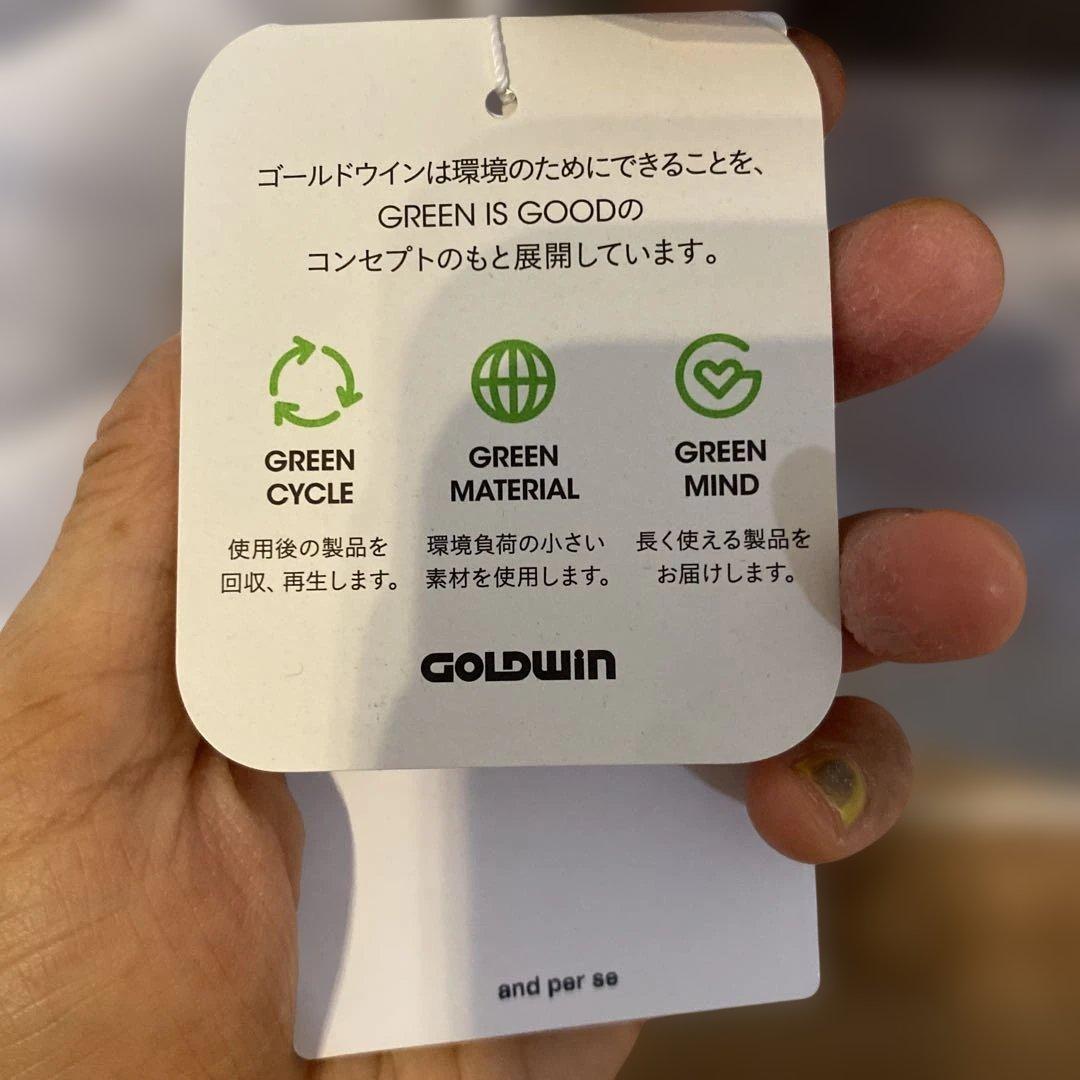 ゴールドウインは環境のためにできることを、
GREEN IS GOODの
コンセプトのもと展開しています。
GREEN
CYCLE
使用後の製品を
回収、再生します。
GREEN
MATERIAL
環境負荷の小さい
素材を使用します。
GREEN
MIND
長く使える製品を
お届けします。
GOLDWIN
and per se